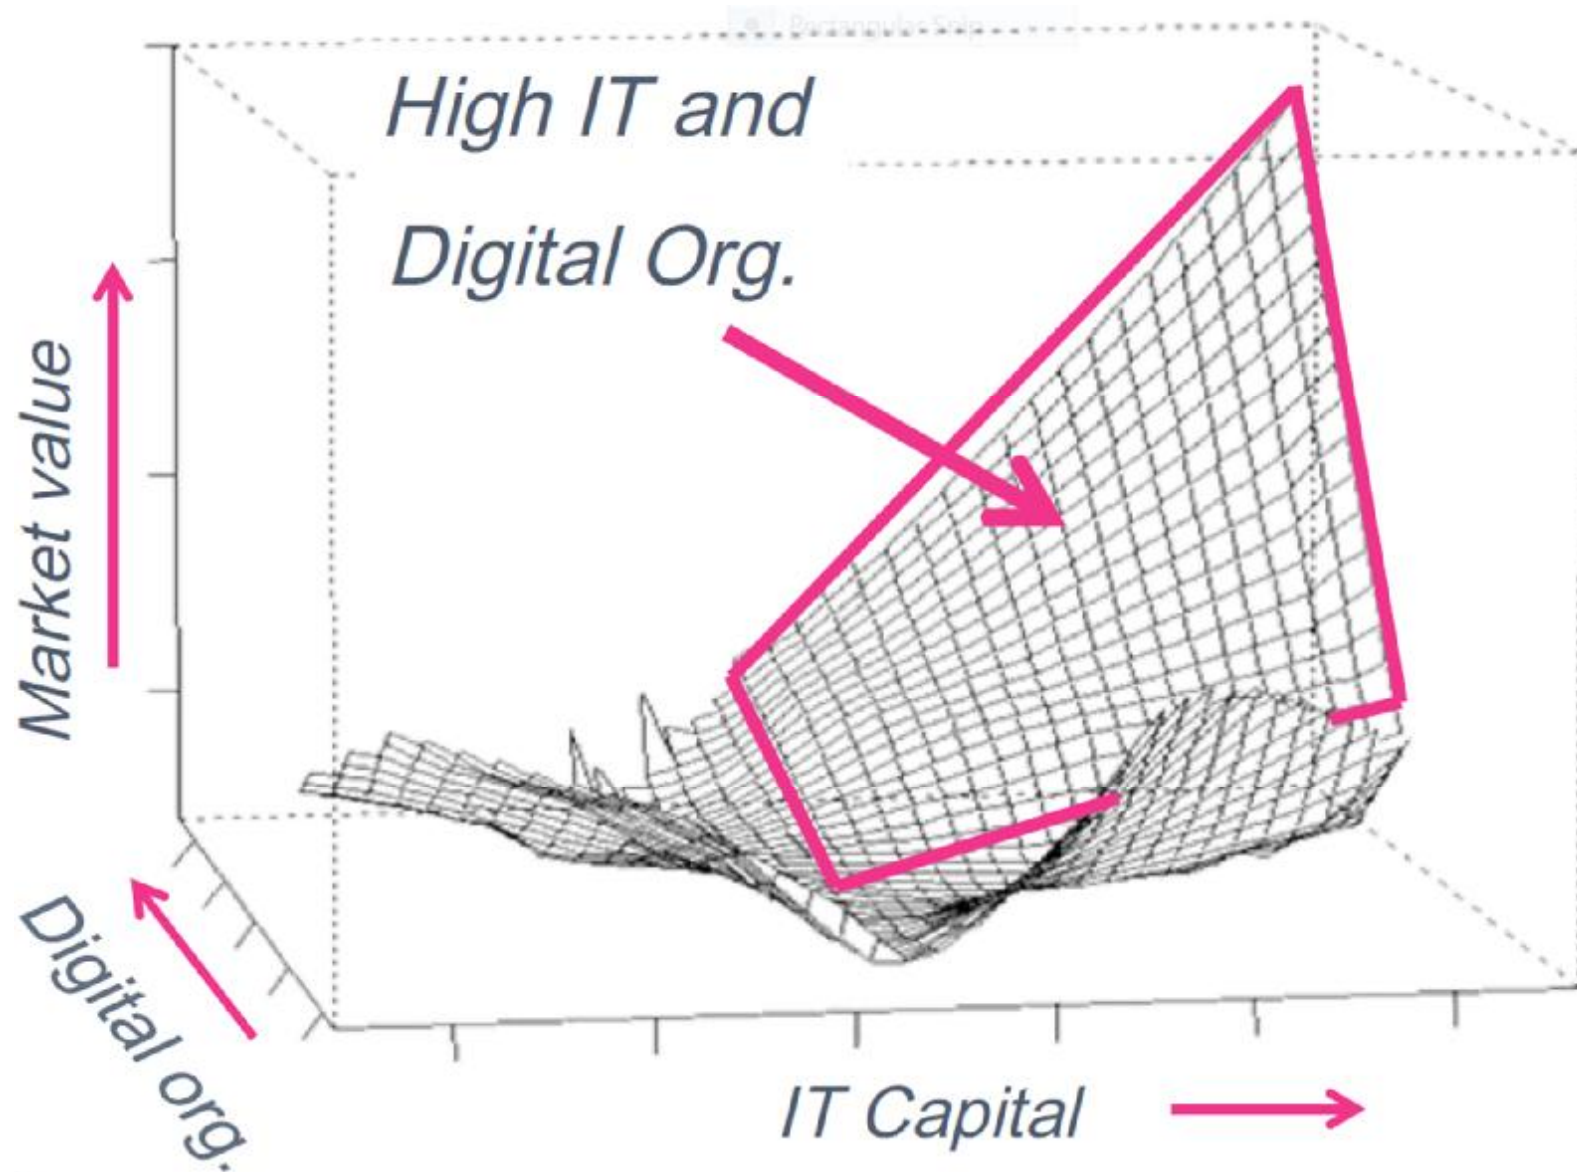 High IT and
Digital Org.
Market value
Digital org.
IT Capital